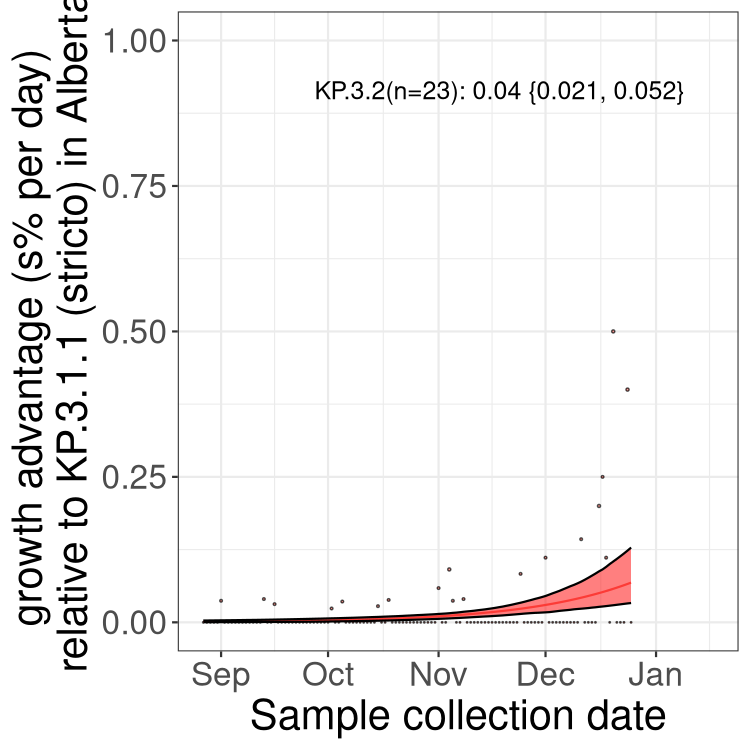 growth advantage (s% per day)
relative to KP.3.1.1 (stricto) in Alberta
1.00
0.75
0.50
0.25
0.00
KP.3.2(n=23): 0.04 {0.021, 0.052}
Sep Oct Nov Dec Jan
Sample collection date